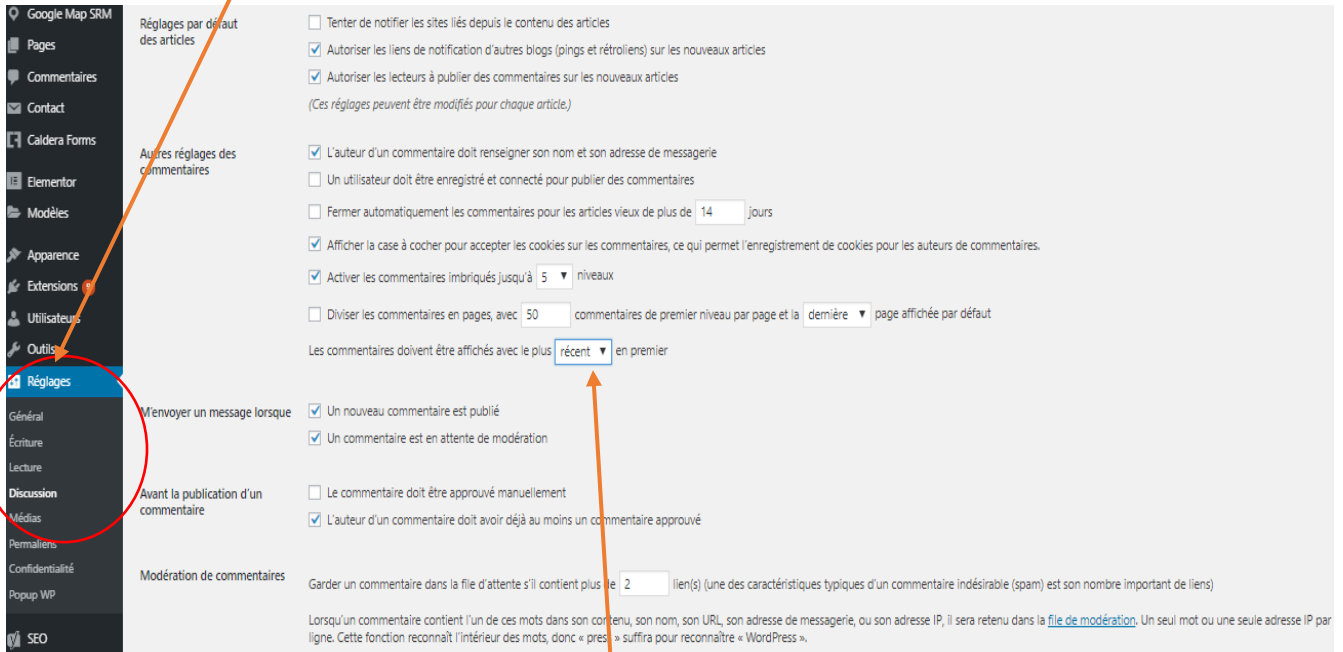 Google Map SRM
Pages
Commentaires
Contact
Caldera Forms
Elementor
Modèles
Apparence
Extensions 9
Utilisateurs
Outils
Réglages
Général
Écriture
Lecture
Discussion
Médias
Permaliens
Confidentialité
Popup WP
SEO
Réglages par défaut
des articles
Tenter de notifier les sites liés depuis le contenu des articles
Autoriser les liens de notification d'autres blogs (pings et rétroliens) sur les nouveaux articles
Autoriser les lecteurs à publier des commentaires sur les nouveaux articles
(Ces réglages peuvent être modifiés pour chaque article.)
Autres réglages des
commentaires
L'auteur d'un commentaire doit renseigner son nom et son adresse de messagerie
Un utilisateur doit être enregistré et connecté pour publier des commentaires
Fermer automatiquement les commentaires pour les articles vieux de plus de 14 jours
Afficher la case à cocher pour accepter les cookies sur les commentaires, ce qui permet l'enregistrement de cookies pour les auteurs de commentaires.
Activer les commentaires imbriqués jusqu'à 5 niveaux
Diviser les commentaires en pages, avec 50 commentaires de premier niveau par page et la dernière page affichée par défaut
Les commentaires doivent être affichés avec le plus récent en premier
M'envoyer un message lorsque
Un nouveau commentaire est publié
Un commentaire est en attente de modération
Avant la publication d'un
commentaire
Le commentaire doit être approuvé manuellement
L'auteur d'un commentaire doit avoir déjà au moins un commentaire approuvé
Modération de commentaires
Garder un commentaire dans la file d'attente s'il contient plus de 2 lien(s) (une des caractéristiques typiques d'un commentaire indésirable (spam) est son nombre important de liens)
Lorsqu'un commentaire contient l'un de ces mots dans son contenu, son nom, son URL, son adresse de messagerie, ou son adresse IP, il sera retenu dans la file de modération. Un seul mot ou une seule adresse IP par
ligne. Cette fonction reconnaît l'intérieur des mots, donc « press » suffira pour reconnaître « WordPress ».